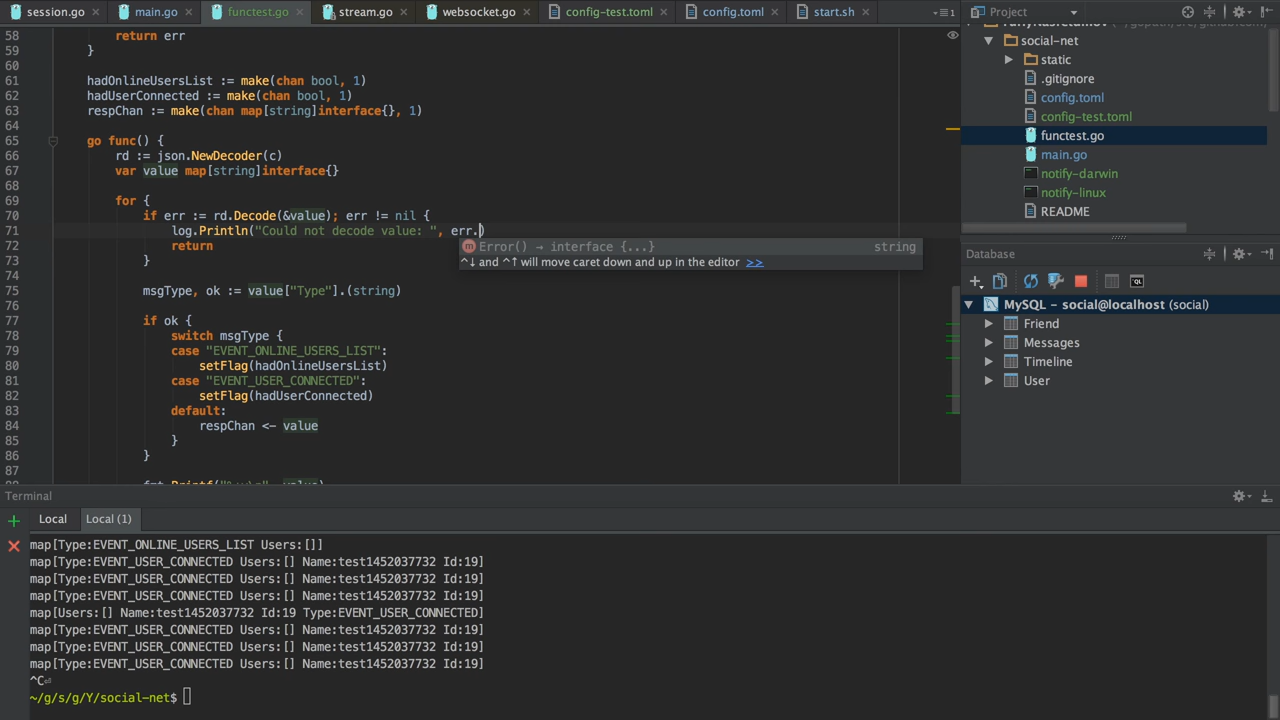 session.go main.go functest.go stream.go websocket.go config-test.toml config.toml start.sh
58 return err
59 }
60
61 hadOnlineUsersList := make(chan bool, 1)
62 hadUserConnected := make(chan bool, 1)
63 respChan := make(chan map[string]interface{}, 1)
64
65 go func() {
66 rd := json.NewDecoder(c)
67 var value map[string]interface{}
68
69 for {
70 if err := rd.Decode(&value); err != nil {
71 log.Println("Could not decode value: ", err.)
72 return
73 }
74
75 msgType, ok := value["Type"].(string)
76
77 if ok {
78 switch msgType {
79 case "EVENT_ONLINE_USERS_LIST":
80 setFlag(hadOnlineUsersList)
81 case "EVENT_USER_CONNECTED":
82 setFlag(hadUserConnected)
83 default:
84 respChan <- value
85 }
86 }
87
m Error() → interface {...} string
^↓ and ^↑ will move caret down and up in the editor >>
Project
social-net
static
.gitignore
config.toml
config-test.toml
functest.go
main.go
notify-darwin
notify-linux
README
Database
QL
MySQL - social@localhost (social)
Friend
Messages
Timeline
User
Terminal
Local Local (1)
map[Type:EVENT_ONLINE_USERS_LIST Users:[]]
map[Type:EVENT_USER_CONNECTED Users:[] Name:test1452037732 Id:19]
map[Type:EVENT_USER_CONNECTED Users:[] Name:test1452037732 Id:19]
map[Type:EVENT_USER_CONNECTED Users:[] Name:test1452037732 Id:19]
map[Users:[] Name:test1452037732 Id:19 Type:EVENT_USER_CONNECTED]
map[Type:EVENT_USER_CONNECTED Users:[] Name:test1452037732 Id:19]
map[Type:EVENT_USER_CONNECTED Users:[] Name:test1452037732 Id:19]
map[Type:EVENT_USER_CONNECTED Users:[] Name:test1452037732 Id:19]
^C⏎
~/g/s/g/Y/social-net$